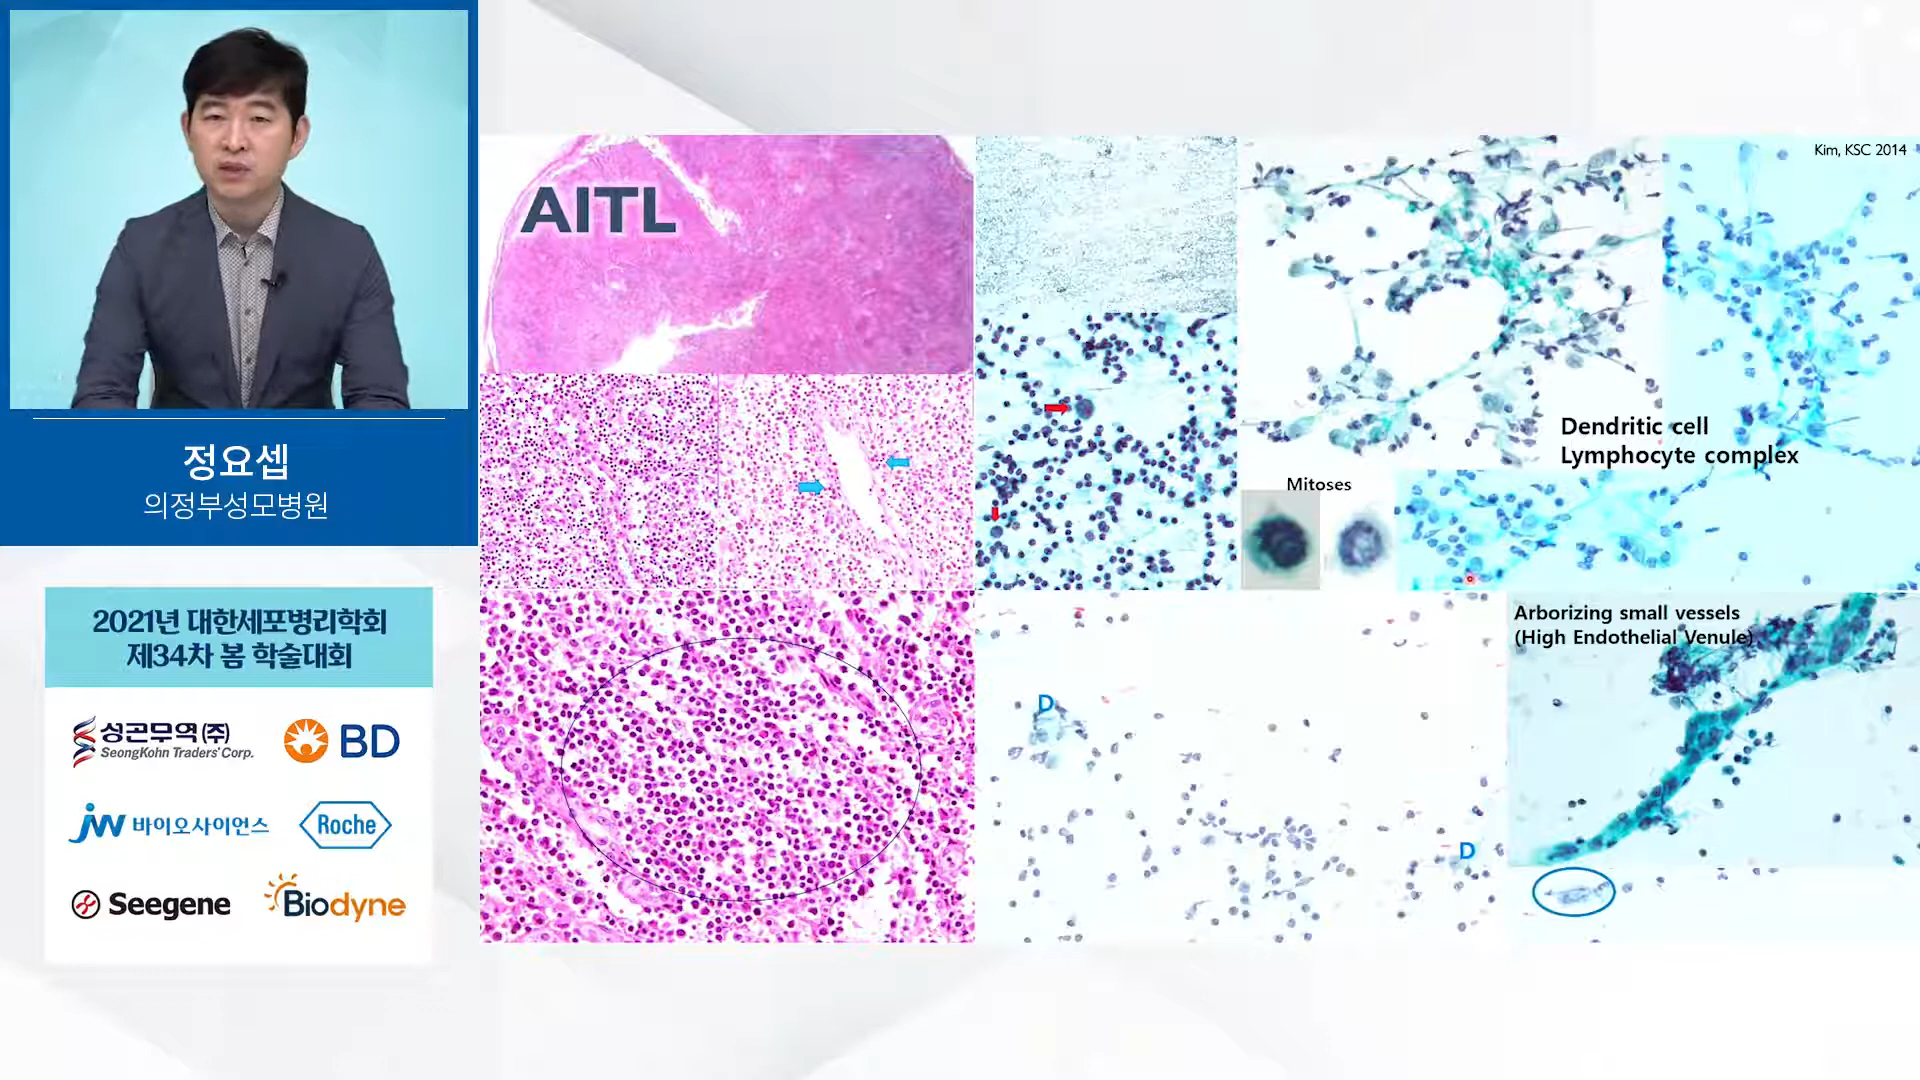 정요셉
의정부성모병원
2021년 대한세포병리학회
제34차 봄 학술대회
성곤무역(주)
SeongKohn Traders' Corp.
BD
jw 바이오사이언스
Roche
Seegene
Biodyne
AITL
Kim, KSC 2014
Dendritic cell
Lymphocyte complex
Mitoses
Arborizing small vessels
(High Endothelial Venule)
D
D